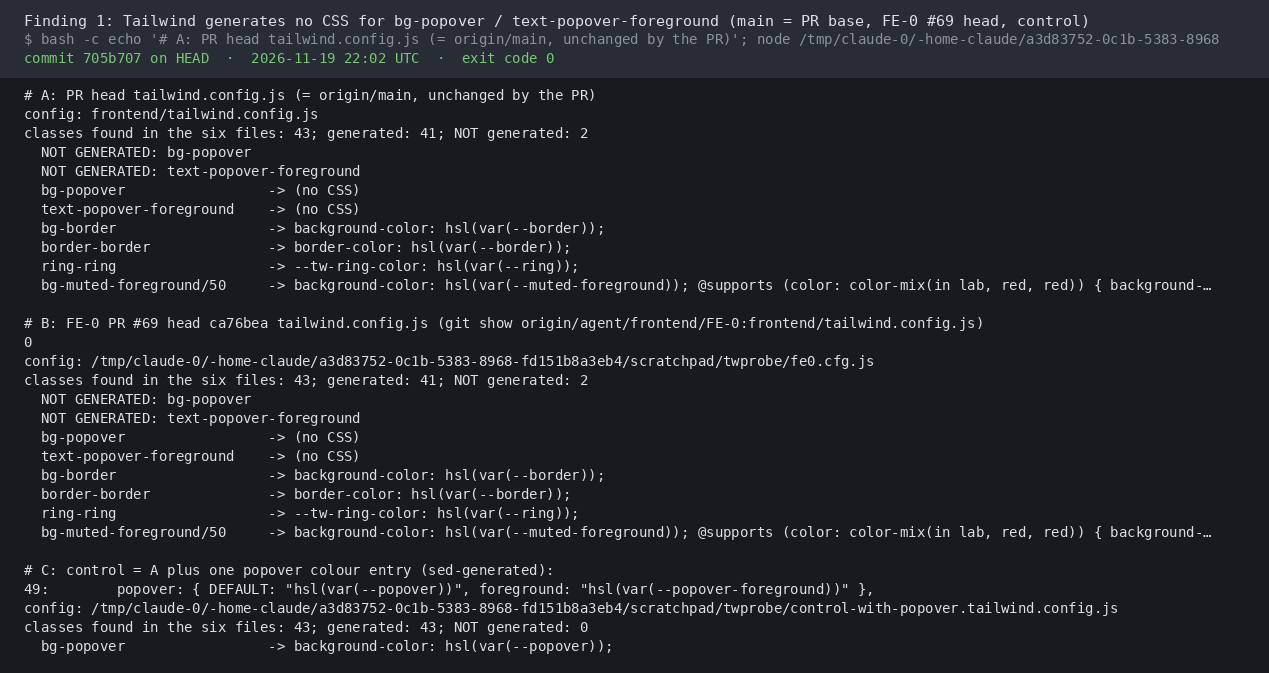 Finding 1: Tailwind generates no CSS for bg-popover / text-popover-foreground (main = PR base, FE-0 #69 head, control)
$ bash -c echo '# A: PR head tailwind.config.js (= origin/main, unchanged by the PR)'; node /tmp/claude-0/-home-claude/a3d83752-0c1b-5383-8968
commit 705b707 on HEAD  ·  2026-11-19 22:02 UTC  ·  exit code 0
# A: PR head tailwind.config.js (= origin/main, unchanged by the PR)
config: frontend/tailwind.config.js
classes found in the six files: 43; generated: 41; NOT generated: 2
  NOT GENERATED: bg-popover
  NOT GENERATED: text-popover-foreground
  bg-popover                 -> (no CSS)
  text-popover-foreground    -> (no CSS)
  bg-border                  -> background-color: hsl(var(--border));
  border-border              -> border-color: hsl(var(--border));
  ring-ring                  -> --tw-ring-color: hsl(var(--ring));
  bg-muted-foreground/50     -> background-color: hsl(var(--muted-foreground)); @supports (color: color-mix(in lab, red, red)) { background-…
# B: FE-0 PR #69 head ca76bea tailwind.config.js (git show origin/agent/frontend/FE-0:frontend/tailwind.config.js)
0
config: /tmp/claude-0/-home-claude/a3d83752-0c1b-5383-8968-fd151b8a3eb4/scratchpad/twprobe/fe0.cfg.js
classes found in the six files: 43; generated: 41; NOT generated: 2
  NOT GENERATED: bg-popover
  NOT GENERATED: text-popover-foreground
  bg-popover                 -> (no CSS)
  text-popover-foreground    -> (no CSS)
  bg-border                  -> background-color: hsl(var(--border));
  border-border              -> border-color: hsl(var(--border));
  ring-ring                  -> --tw-ring-color: hsl(var(--ring));
  bg-muted-foreground/50     -> background-color: hsl(var(--muted-foreground)); @supports (color: color-mix(in lab, red, red)) { background-…
# C: control = A plus one popover colour entry (sed-generated):
49:        popover: { DEFAULT: "hsl(var(--popover))", foreground: "hsl(var(--popover-foreground))" },
config: /tmp/claude-0/-home-claude/a3d83752-0c1b-5383-8968-fd151b8a3eb4/scratchpad/twprobe/control-with-popover.tailwind.config.js
classes found in the six files: 43; generated: 43; NOT generated: 0
  bg-popover                 -> background-color: hsl(var(--popover));